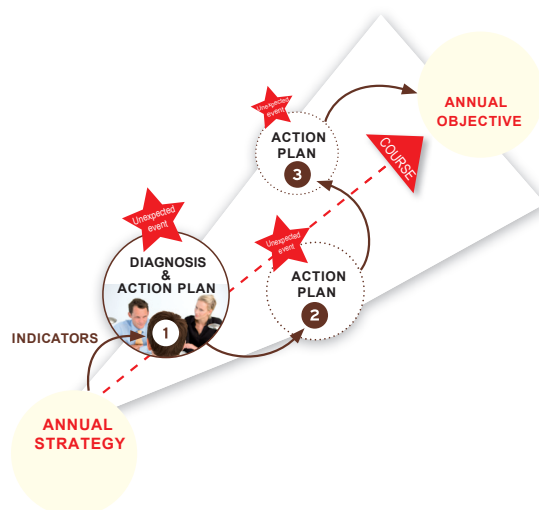 ANNUAL
OBJECTIVE
Unexpected
event
ACTION
PLAN
3
COURSE
Unexpected
event
Unexpected
event
DIAGNOSIS
&
ACTION PLAN
1
ACTION
PLAN
2
INDICATORS
ANNUAL
STRATEGY